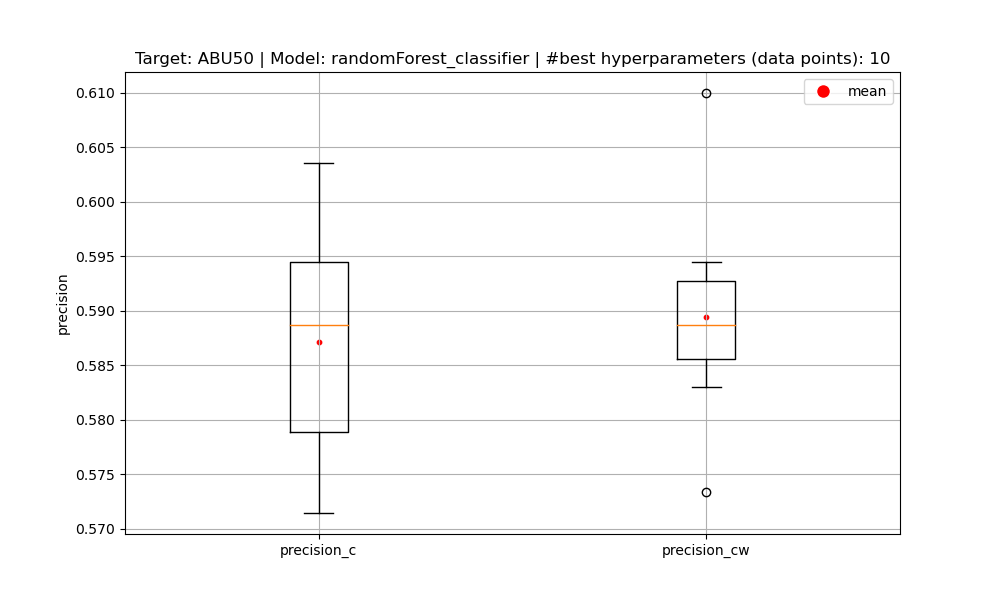 Target: ABU50 | Model: randomForest_classifier | #best hyperparameters (data points): 10
mean
0.610
0.605
0.600
0.595
0.590
0.585
0.580
0.575
0.570
precision
precision_c
precision_cw